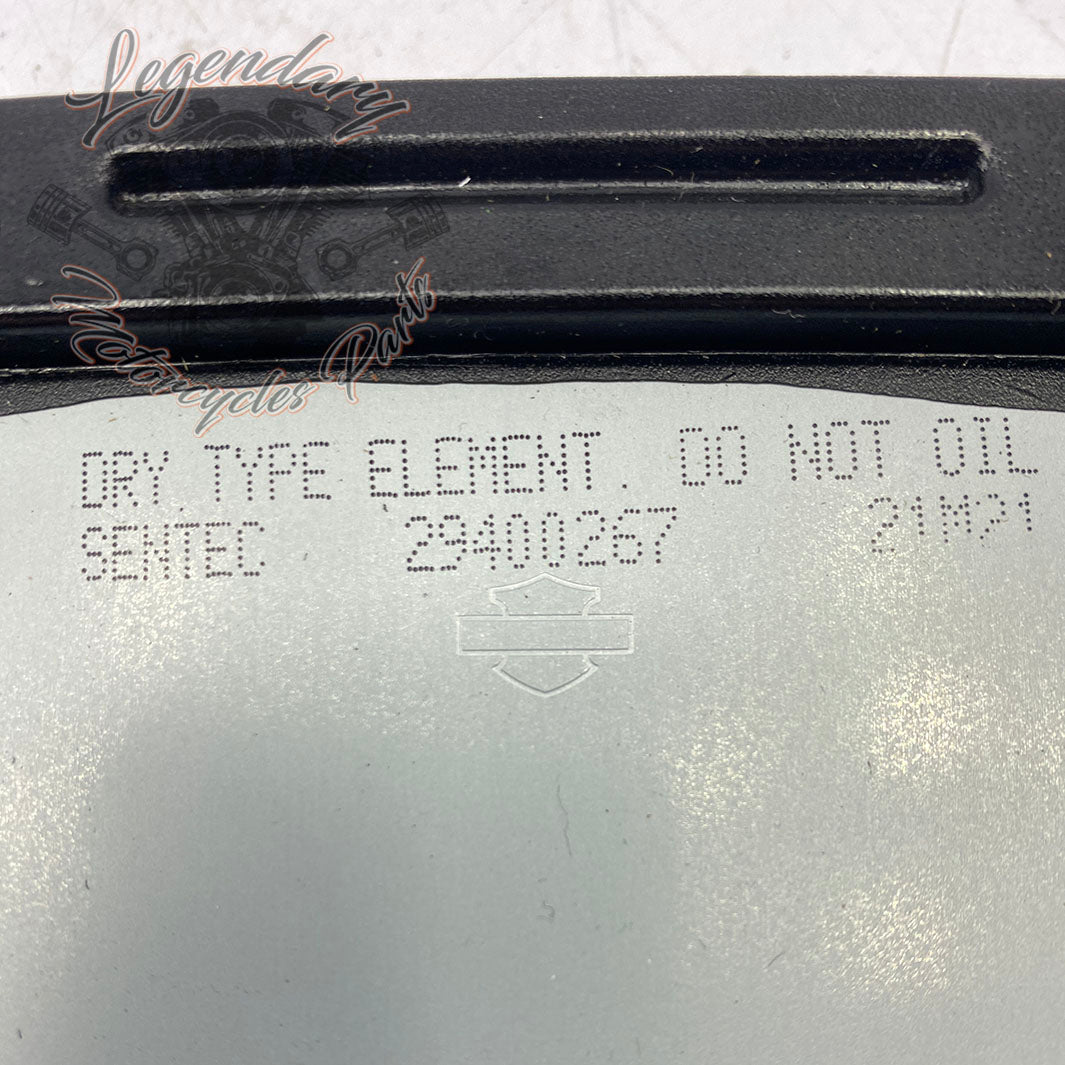 Legendary
Motorcycles Parts
DRY TYPE ELEMENT. DO NOT OIL
SENTEC 29400267 21M21